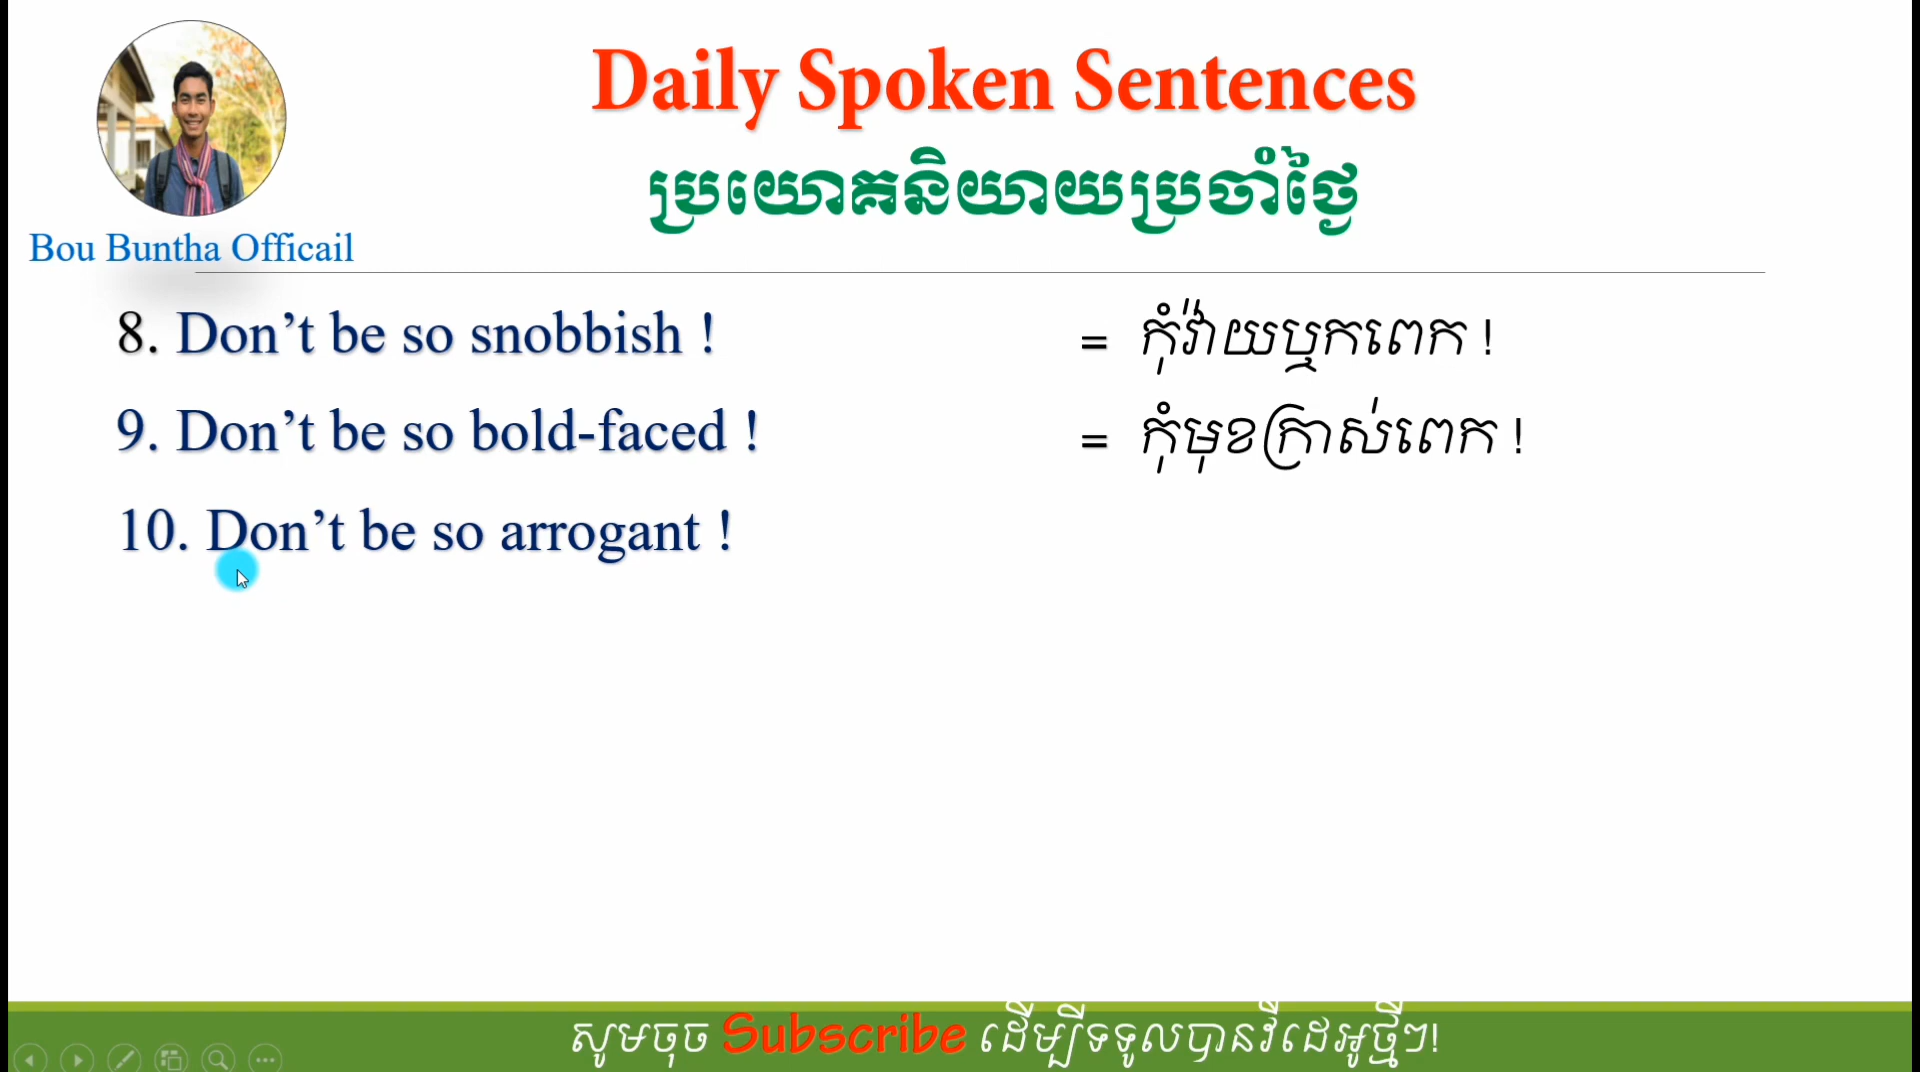 Daily Spoken Sentences
ប្រយោគនិយាយប្រចាំថ្ងៃ
Bou Buntha Officail
8. Don’t be so snobbish ! = កុំវ៉ាយឬកពេក !
9. Don’t be so bold-faced ! = កុំមុខក្រាស់ពេក !
10. Don’t be so arrogant !
សូមចុច Subscribe ដើម្បីទទួលបានវីដេអូថ្មីៗ!